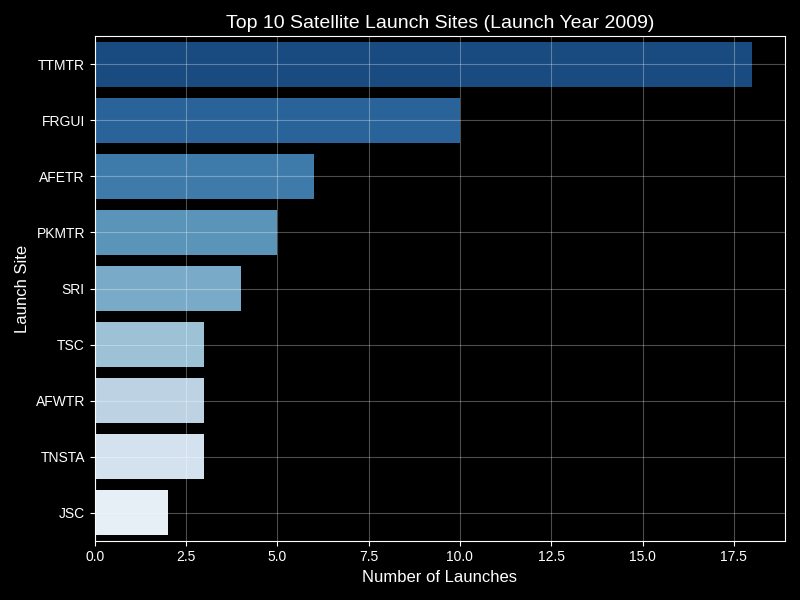 Top 10 Satellite Launch Sites (Launch Year 2009)
Launch Site
TTMTR
FRGUI
AFETR
PKMTR
SRI
TSC
AFWTR
TNSTA
JSC
0.0 2.5 5.0 7.5 10.0 12.5 15.0 17.5
Number of Launches